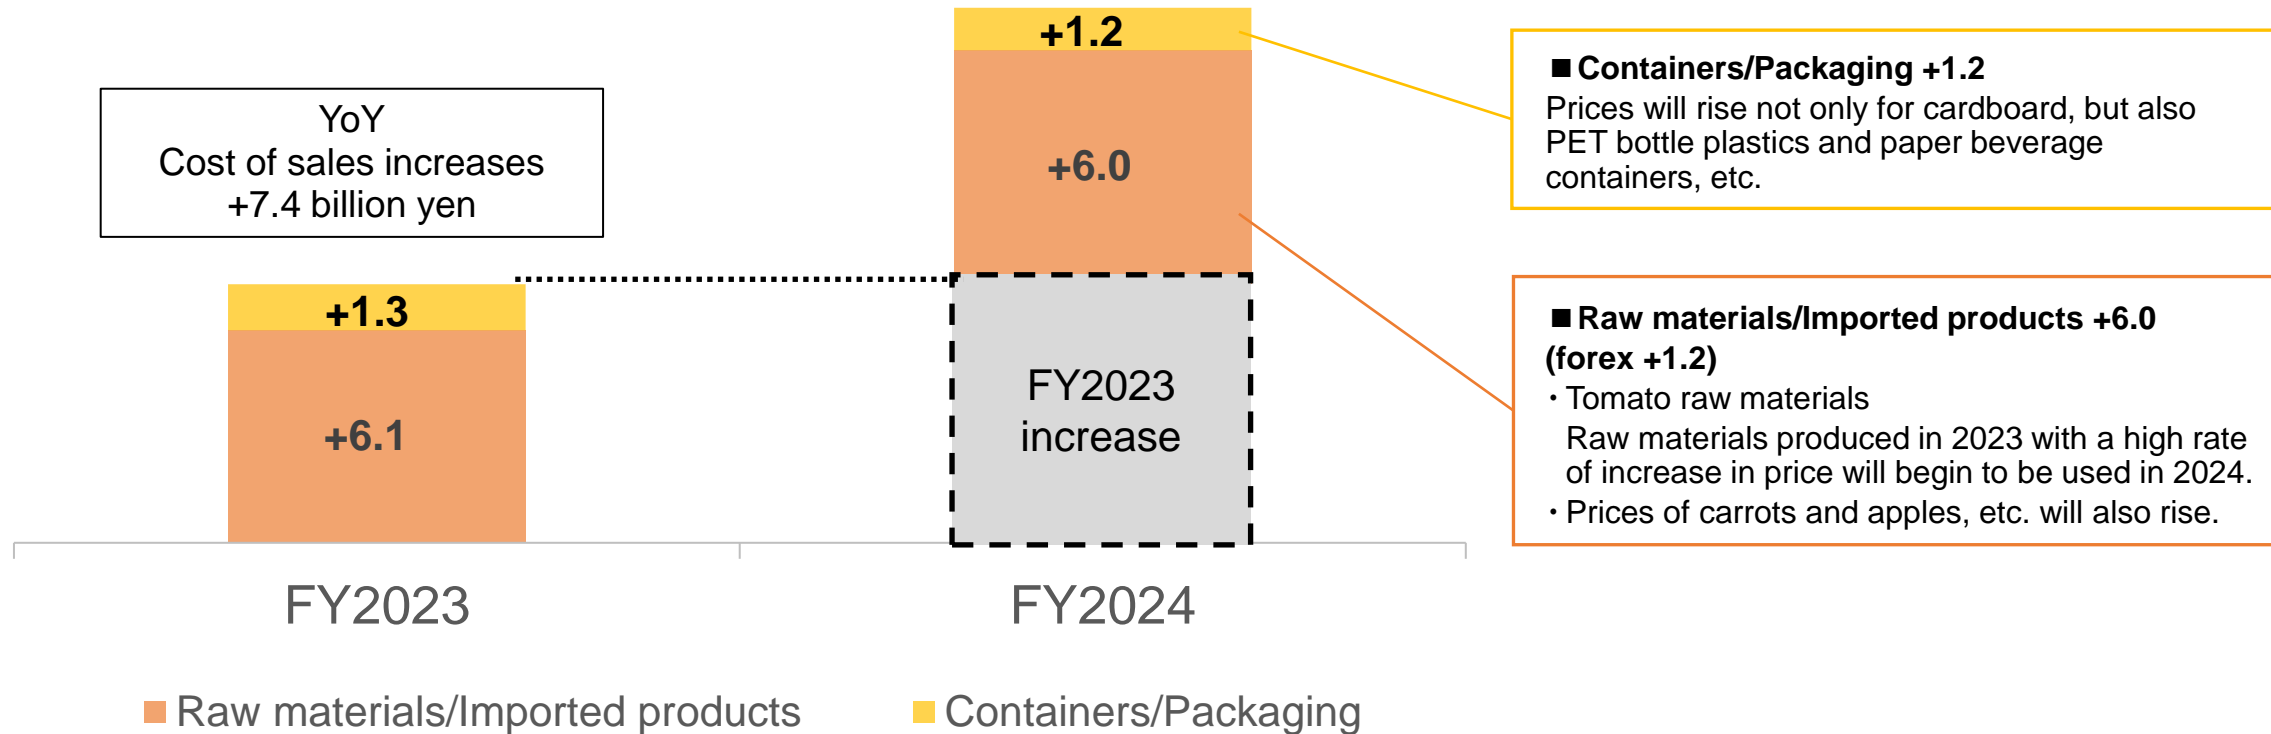 YoY
Cost of sales increases
+7.4 billion yen
+1.3
+6.1
+1.2
+6.0
FY2023
increase
FY2023
FY2024
■ Raw materials/Imported products
■ Containers/Packaging
■ Containers/Packaging +1.2
Prices will rise not only for cardboard, but also
PET bottle plastics and paper beverage
containers, etc.
■ Raw materials/Imported products +6.0
(forex +1.2)
・Tomato raw materials
Raw materials produced in 2023 with a high rate
of increase in price will begin to be used in 2024.
・Prices of carrots and apples, etc. will also rise.